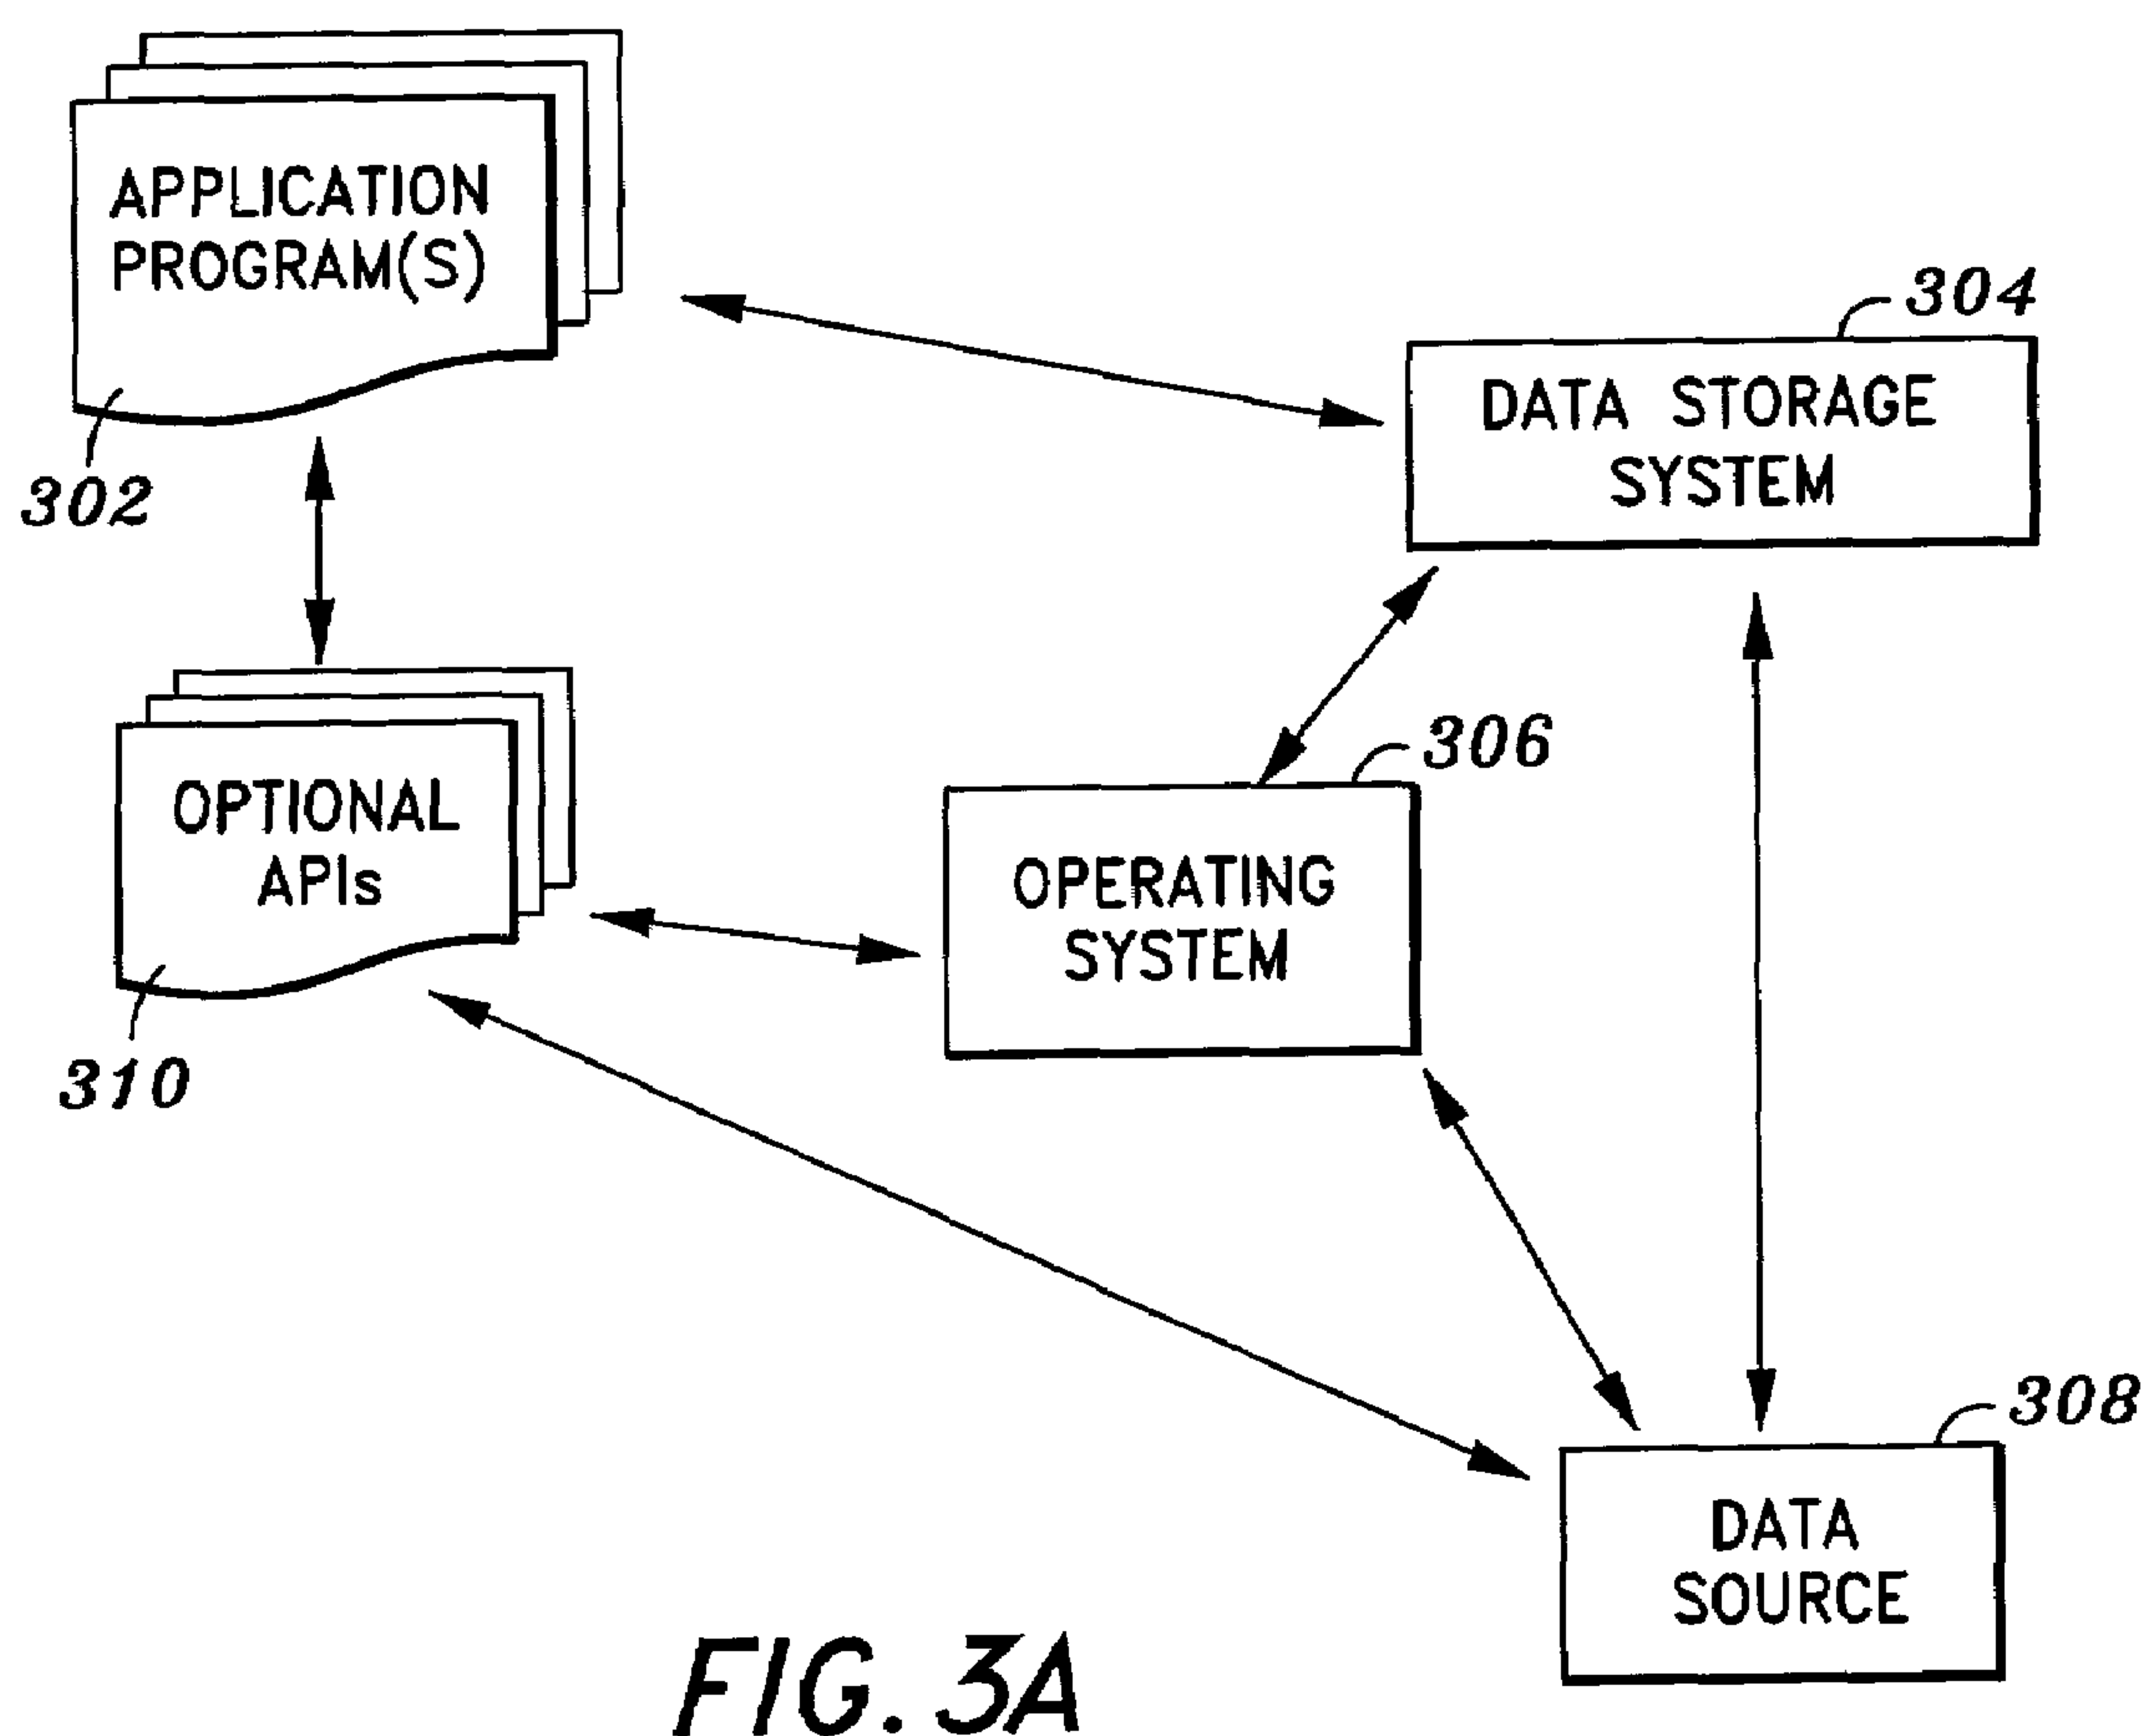 APPLICATION
PROGRAM(S)
302
304
DATA STORAGE
SYSTEM
OPTIONAL
APIs
310
306
OPERATING
SYSTEM
308
DATA
SOURCE
FIG. 3A